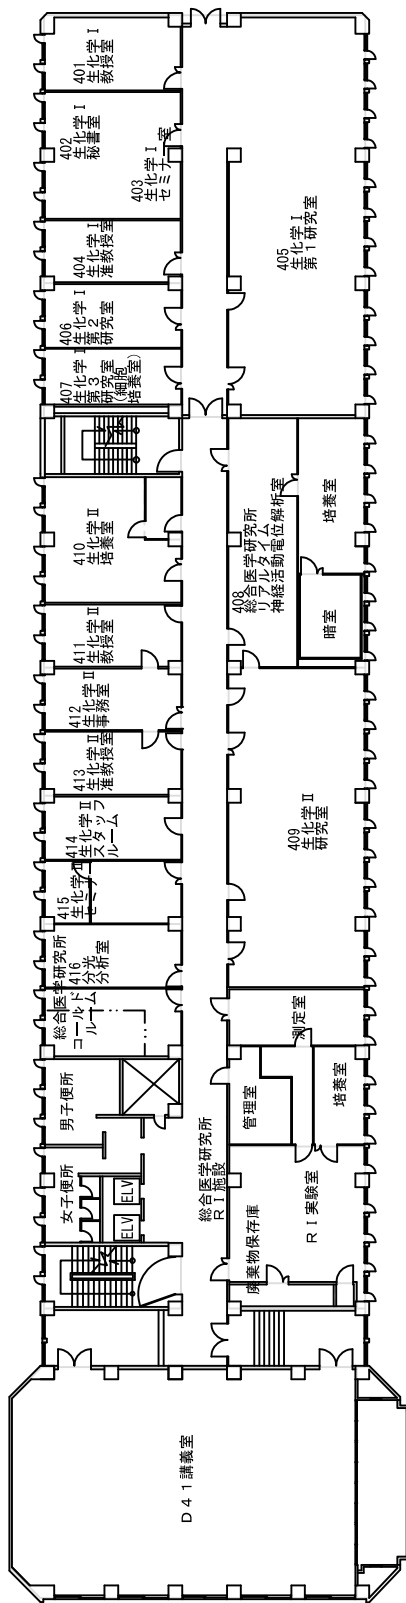 401
生化学Ⅰ
教授室
402
生化学Ⅰ
秘書室
403
生化学Ⅰ
セミナー室
404
生化学Ⅰ
准教授室
405
生化学Ⅰ
第1研究室
406
生化学Ⅰ
第2
研究室
407
生化学Ⅰ
第3
研究室
(細胞
培養室)
408
総合医学研究所
リアルタイム
神経活動電位解析室
培養室
暗室
410
生化学Ⅱ
培養室
411
生化学Ⅱ
教授室
412
生化学Ⅱ
事務室
413
生化学Ⅱ
准教授室
409
生化学Ⅱ
研究室
414
生化学Ⅱ
スタッフ
ルーム
415
生化学Ⅱ
セミナー
総合医学研究所
416
分光
分析室
総合医学研究所
コールド
ルーム
測定室
男子便所
管理室
培養室
女子便所
ELV
ELV
総合医学研究所
RI施設
廃棄物保存庫
RI実験室
D41講義室